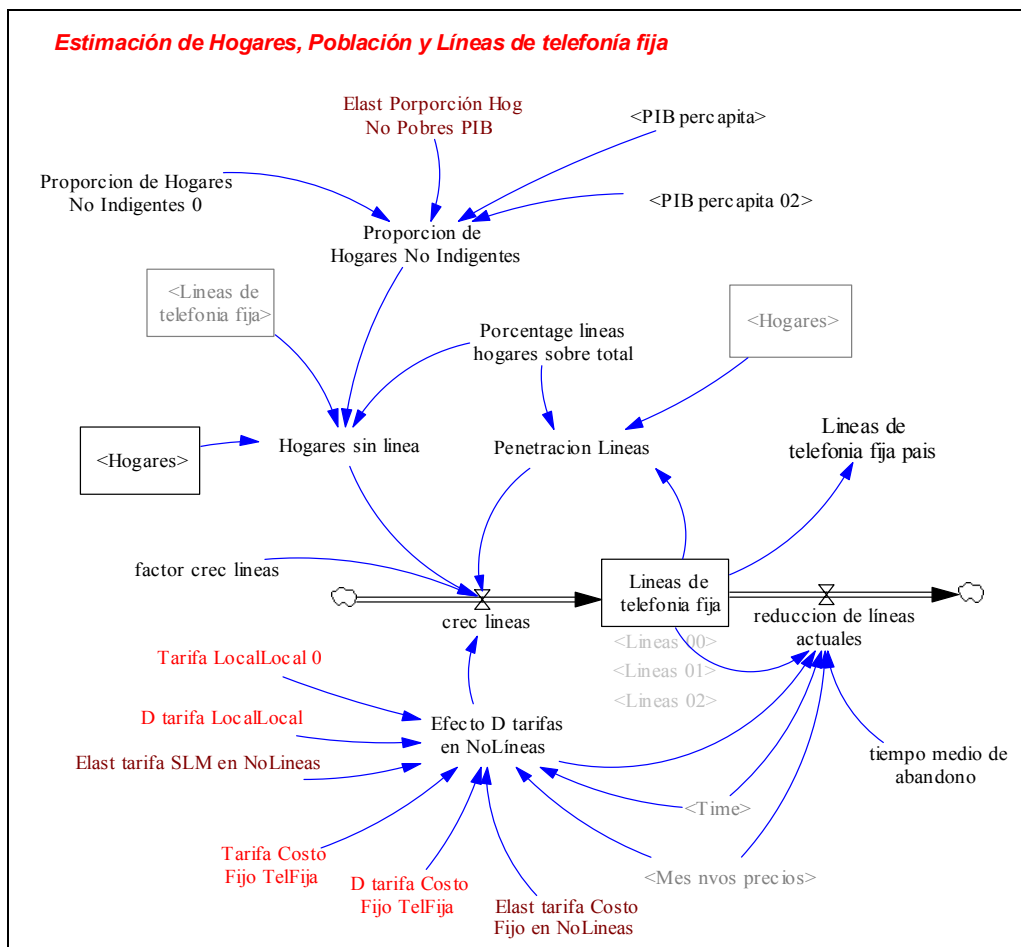 Estimación de Hogares, Población y Líneas de telefonía fija
Elast Porporción Hog
No Pobres PIB
<PIB percapita>
Proporcion de Hogares
No Indigentes 0
<PIB percapita 02>
Proporcion de
Hogares No Indigentes
<Lineas de
telefonia fija>
Porcentage lineas
hogares sobre total
<Hogares>
<Hogares>
Hogares sin linea
Penetracion Lineas
Lineas de
telefonia fija pais
factor crec lineas
crec lineas
Lineas de
telefonia fija
reduccion de líneas
actuales
<Lineas 00>
<Lineas 01>
<Lineas 02>
Tarifa LocalLocal 0
D tarifa LocalLocal
Elast tarifa SLM en NoLineas
Efecto D tarifas
en NoLíneas
tiempo medio de
abandono
<Time>
Tarifa Costo
Fijo TelFija
D tarifa Costo
Fijo TelFija
Elast tarifa Costo
Fijo en NoLineas
<Mes nvos precios>